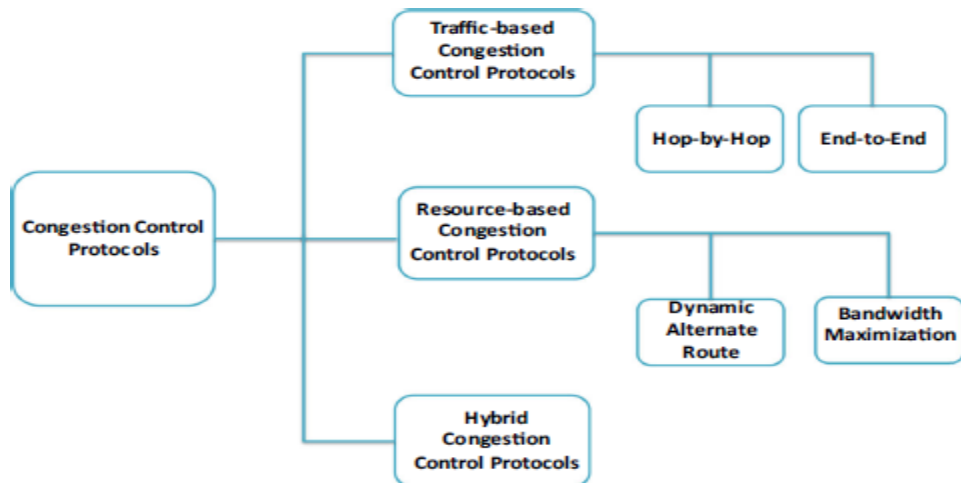 Traffic-based
Congestion
Control Protocols
Hop-by-Hop
End-to-End
Congestion Control
Protocols
Resource-based
Congestion
Control Protocols
Dynamic
Alternate
Route
Bandwidth
Maximization
Hybrid
Congestion
Control Protocols